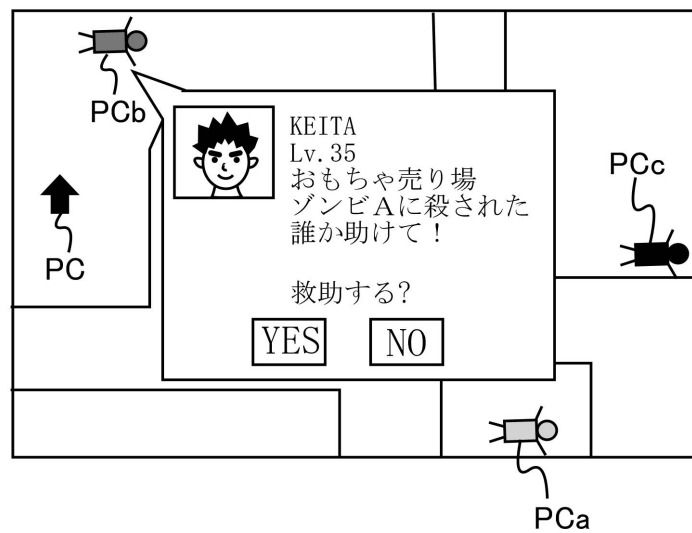 PCb
KEITA
Lv.35
おもちゃ売り場
ゾンビAに殺された
誰か助けて!
救助する?
YES NO
PC
PCc
PCa